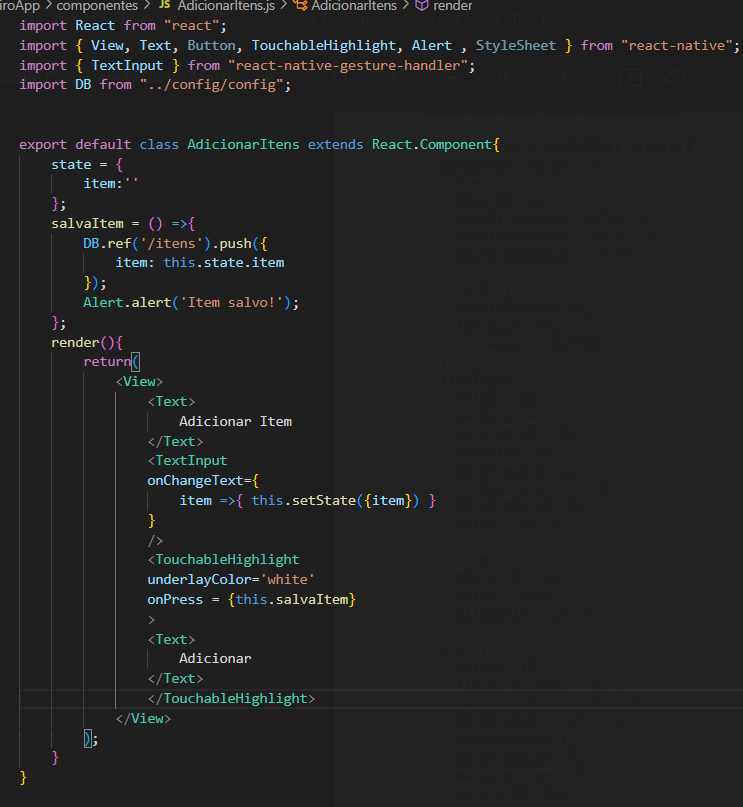 iroApp > componentes > JS AdicionarItens.js > AdicionarItens > render
import React from "react";
import { View, Text, Button, TouchableHighlight, Alert , StyleSheet } from "react-native";
import { TextInput } from "react-native-gesture-handler";
import DB from "../config/config";
export default class AdicionarItens extends React.Component{
state = {
item:''
};
salvaItem = () =>{
DB.ref('/itens').push({
item: this.state.item
});
Alert.alert('Item salvo!');
};
render(){
return(
<View>
<Text>
Adicionar Item
</Text>
<TextInput
onChangeText={
item =>{ this.setState({item}) }
}
/>
<TouchableHighlight
underlayColor='white'
onPress = {this.salvaItem}
>
<Text>
Adicionar
</Text>
</TouchableHighlight>
</View>
);
}
}